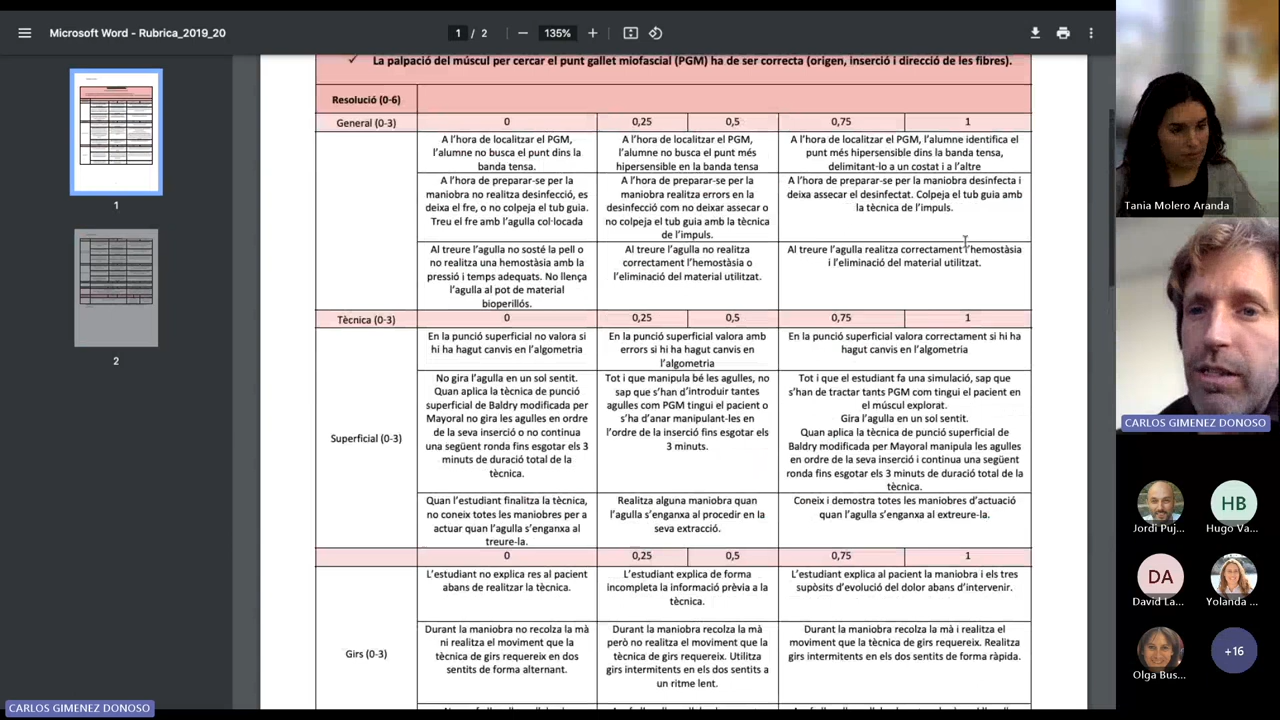 Microsoft Word - Rubrica_2019_20
1 / 2
135%
✓ La palpació del múscul per cercar el punt gallet miofascial (PGM) ha de ser correcta (origen, inserció i direcció de les fibres).
Resolució (0-6)
General (0-3) 0 0,25 0,5 0,75 1
A l'hora de localitzar el PGM,
l'alumne no busca el punt dins la
banda tensa.
A l'hora de localitzar el PGM,
l'alumne no busca el punt més
hipersensible en la banda tensa
A l'hora de localitzar el PGM, l'alumne identifica el
punt més hipersensible dins la banda tensa,
delimitant-lo a un costat i a l'altre
A l'hora de preparar-se per la
maniobra no realitza desinfecció, es
deixa el fre, o no colpeja el tub guia.
Treu el fre amb l'agulla col·locada
A l'hora de preparar-se per la
maniobra realitza errors en la
desinfecció com no deixar assecar o
no colpeja el tub guia amb la tècnica
de l'impuls.
A l'hora de preparar-se per la maniobra desinfecta i
deixa assecar el desinfectat. Colpeja el tub guia amb
la tècnica de l'impuls.
Al treure l'agulla no sosté la pell o
no realitza una hemostàsia amb la
pressió i temps adequats. No llença
l'agulla al pot de material
bioperillós.
Al treure l'agulla no realitza
correctament l'hemostàsia o
l'eliminació del material utilitzat.
Al treure l'agulla realitza correctament l'hemostàsia
i l'eliminació del material utilitzat.
Tècnica (0-3) 0 0,25 0,5 0,75 1
En la punció superficial no valora si
hi ha hagut canvis en l'algometria
En la punció superficial valora amb
errors si hi ha hagut canvis en
l'algometria
En la punció superficial valora correctament si hi ha
hagut canvis en l'algometria
Superficial (0-3)
No gira l'agulla en un sol sentit.
Quan aplica la tècnica de punció
superficial de Baldry modificada per
Mayoral no gira les agulles en ordre
de la seva inserció o no continua
una següent ronda fins esgotar els 3
minuts de duració total de la
tècnica.
Tot i que manipula bé les agulles, no
sap que s'han d'introduir tantes
agulles com PGM tingui el pacient o
s'ha d'anar manipulant-les en
l'ordre de la inserció fins esgotar els
3 minuts.
Tot i que el estudiant fa una simulació, sap que
s'han de tractar tants PGM com tingui el pacient en
el múscul explorat.
Gira l'agulla en un sol sentit.
Quan aplica la tècnica de punció superficial de
Baldry modificada per Mayoral manipula les agulles
en ordre de la seva inserció i continua una següent
ronda fins esgotar els 3 minuts de duració total de la
tècnica.
Quan l'estudiant finalitza la tècnica,
no coneix totes les maniobres per a
actuar quan l'agulla s'enganxa al
treure-la.
Realitza alguna maniobra quan
l'agulla s'enganxa al procedir en la
seva extracció.
Coneix i demostra totes les maniobres d'actuació
quan l'agulla s'enganxa al extreure-la.
0 0,25 0,5 0,75 1
L'estudiant no explica res al pacient
abans de realitzar la tècnica.
L'estudiant explica de forma
incompleta la informació prèvia a la
tècnica.
L'estudiant explica al pacient la maniobra i els tres
supòsits d'evolució del dolor abans d'intervenir.
Girs (0-3)
Durant la maniobra no recolza la mà
ni realitza el moviment que la
tècnica de girs requereix en dos
sentits de forma alternant.
Durant la maniobra recolza la mà
però no realitza el moviment que la
tècnica de girs requereix. Utilitza
girs intermitents en els dos sentits a
un ritme lent.
Durant la maniobra recolza la mà i realitza el
moviment que la tècnica de girs requereix. Realitza
girs intermitents en els dos sentits de forma ràpida.
1
2
Tania Molero Aranda
CARLOS GIMENEZ DONOSO
Jordi Puj...
HB
Hugo Va...
DA
David La...
Yolanda ...
Olga Bus...
+16
CARLOS GIMENEZ DONOSO